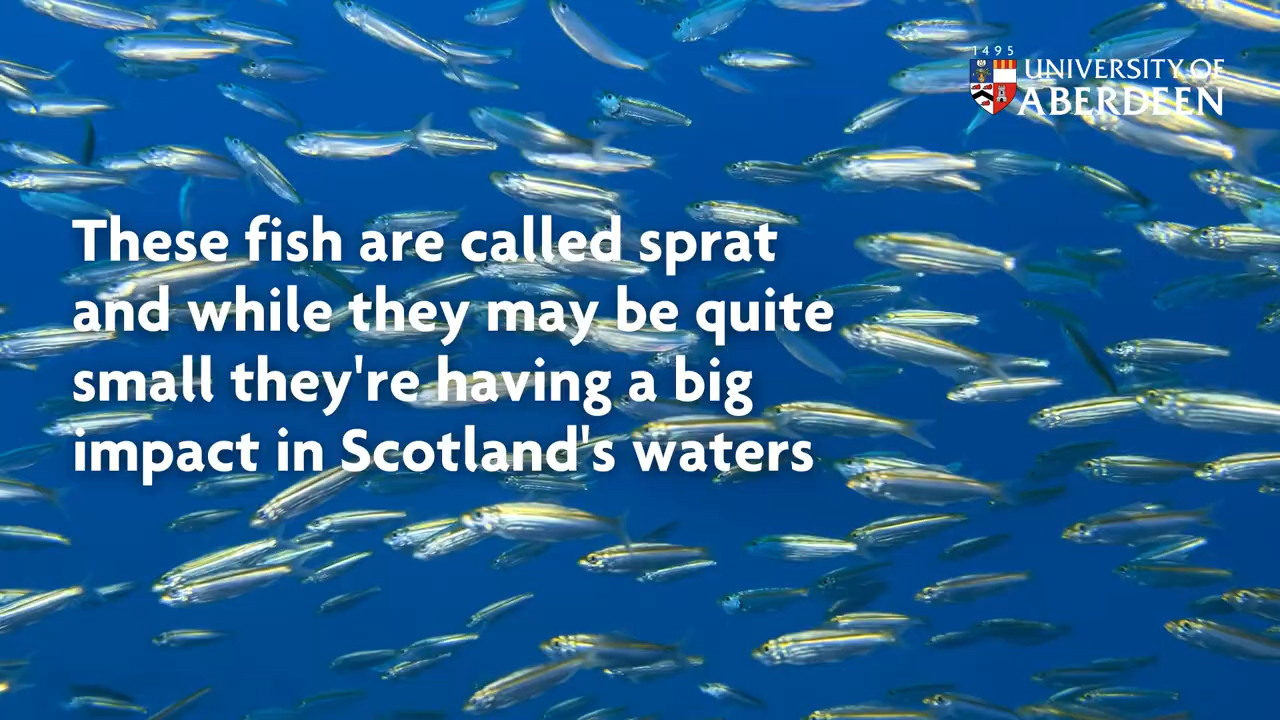 1495
UNIVERSITY OF
ABERDEEN
These fish are called sprat
and while they may be quite
small they're having a big
impact in Scotland's waters